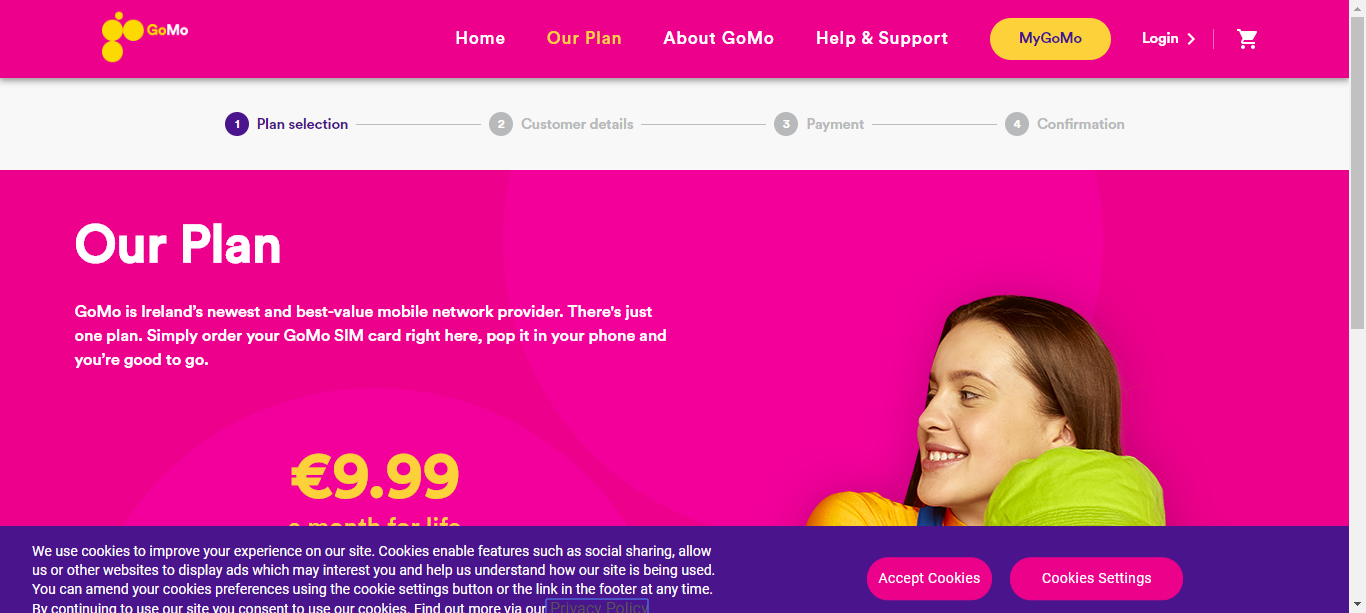 GoMo
Home
Our Plan
About GoMo
Help & Support
MyGoMo
Login
1 Plan selection
2 Customer details
3 Payment
4 Confirmation
Our Plan
GoMo is Ireland's newest and best-value mobile network provider. There's just
one plan. Simply order your GoMo SIM card right here, pop it in your phone and
you're good to go.
€9.99
a month for life
We use cookies to improve your experience on our site. Cookies enable features such as social sharing, allow
us or other websites to display ads which may interest you and help us understand how our site is being used.
You can amend your cookies preferences using the cookie settings button or the link in the footer at any time.
By continuing to use our site you consent to use our cookies. Find out more via our Privacy Policy
Accept Cookies
Cookies Settings